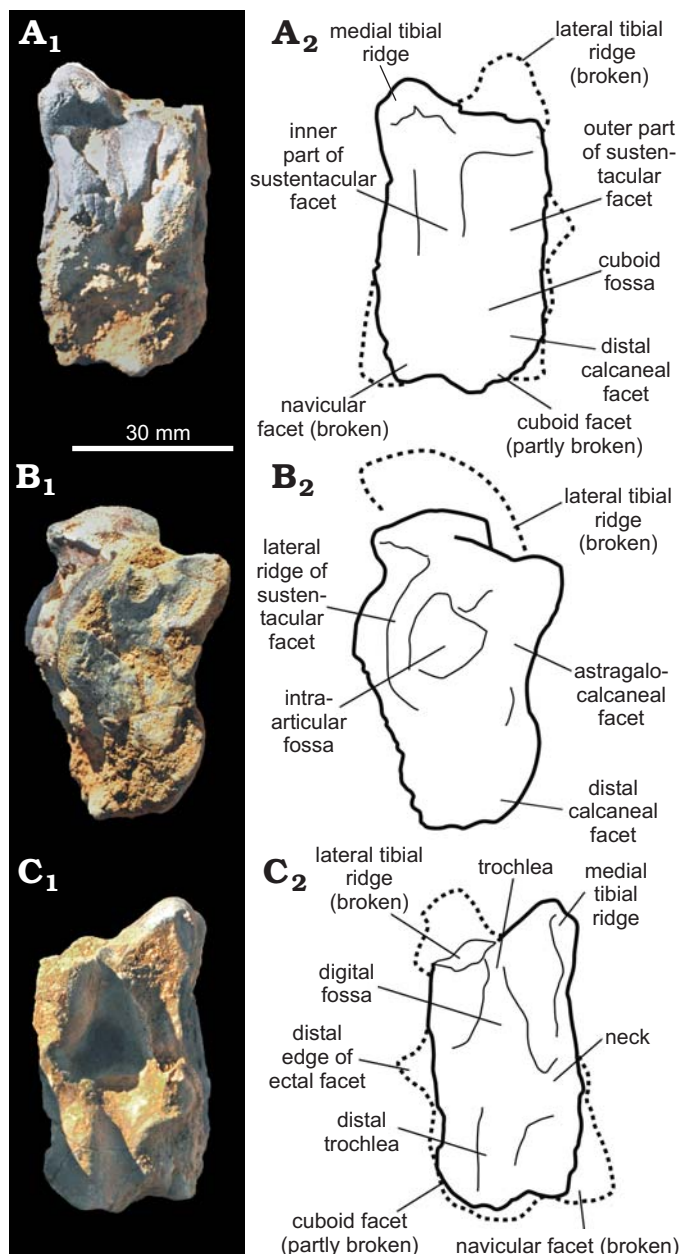 A1
A2
medial tibial
ridge
lateral tibial
ridge
(broken)
inner
part of
sustentacular
facet
outer part
of susten-
tacular
facet
cuboid
fossa
distal
calcaneal
facet
navicular
facet (broken)
cuboid facet
(partly broken)
30 mm
B1
B2
lateral tibial
ridge
(broken)
lateral
ridge of
susten-
tacular
facet
intra-
articular
fossa
astragalo-
calcaneal
facet
distal
calcaneal
facet
C1
C2
lateral tibial
ridge
(broken)
trochlea
medial
tibial
ridge
digital
fossa
distal
edge of
ectal facet
neck
distal
trochlea
cuboid facet
(partly broken)
navicular facet (broken)